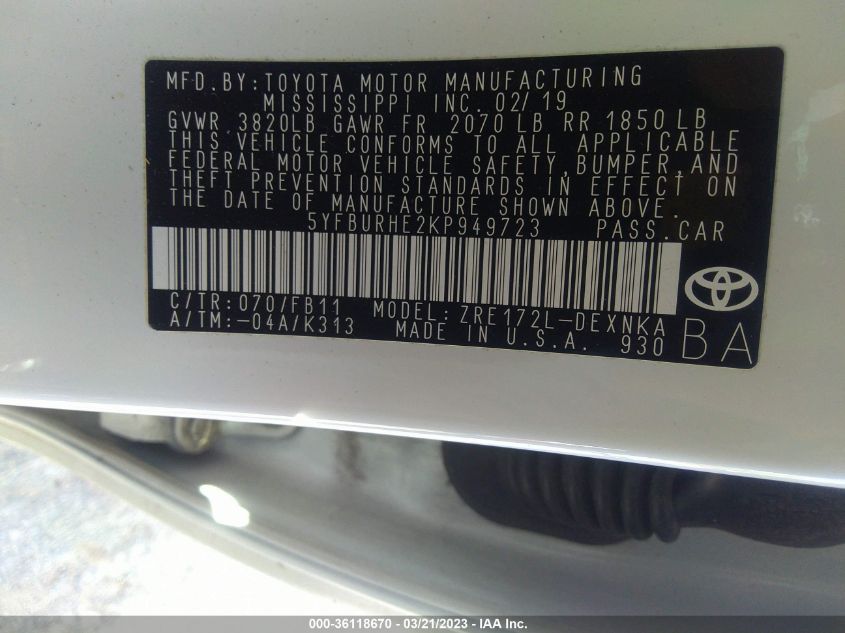 MFD. BY: TOYOTA MOTOR MANUFACTURING
MISSISSIPPI INC. 02/19
GVWR 3820LB GAWR FR 2070 LB RR 1850 LB
THIS VEHICLE CONFORMS TO ALL APPLICABLE
FEDERAL MOTOR VEHICLE SAFETY, BUMPER, AND
THEFT PREVENTION STANDARDS IN EFFECT ON
THE DATE OF MANUFACTURE SHOWN ABOVE.
5YFBURHE2KP949723 PASS. CAR
C/TR: 070/FB11 MODEL: ZRE172L-DEXNKA
A/TM: -04A/K313 MADE IN U.S.A. 930 BA
000-36118670 - 03/21/2023 - IAA Inc.